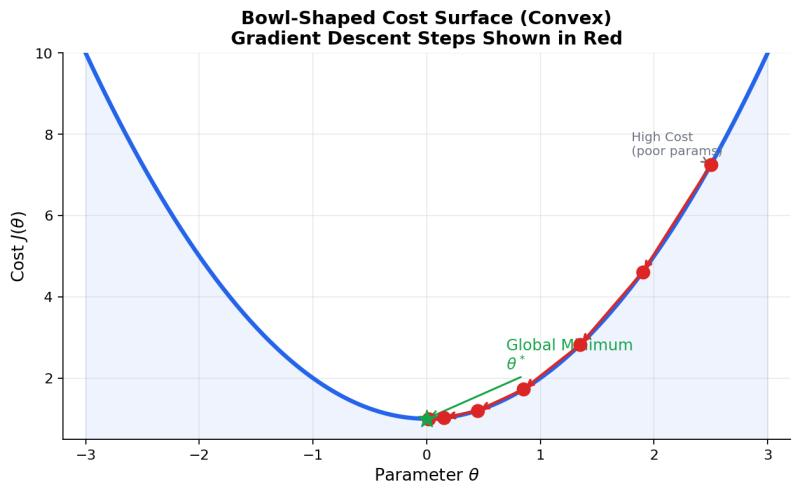 Bowl-Shaped Cost Surface (Convex)
Gradient Descent Steps Shown in Red
10
8
6
4
2
Cost J(θ)
High Cost
(poor params)
Global Minimum
θ*
−3
−2
−1
0
1
2
3
Parameter θ